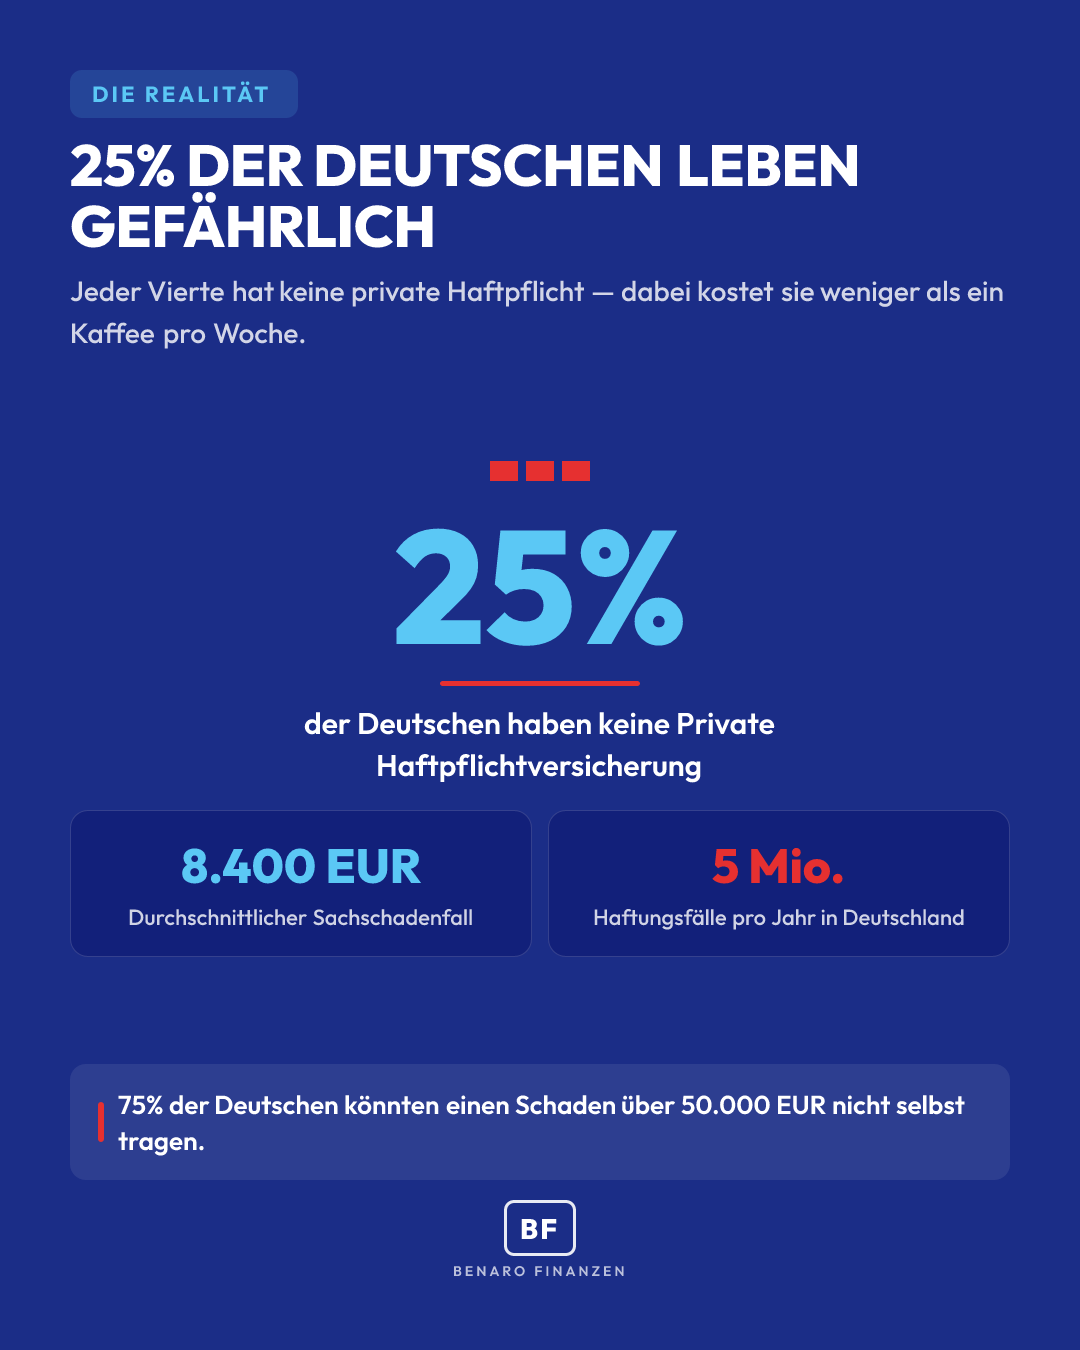 DIE REALITÄT
25% DER DEUTSCHEN LEBEN
GEFÄHRLICH
Jeder Vierte hat keine private Haftpflicht — dabei kostet sie weniger als ein
Kaffee pro Woche.
25%
der Deutschen haben keine Private
Haftpflichtversicherung
8.400 EUR
Durchschnittlicher Sachschadenfall
5 Mio.
Haftungsfälle pro Jahr in Deutschland
75% der Deutschen könnten einen Schaden über 50.000 EUR nicht selbst
tragen.
BF
BENARO FINANZEN